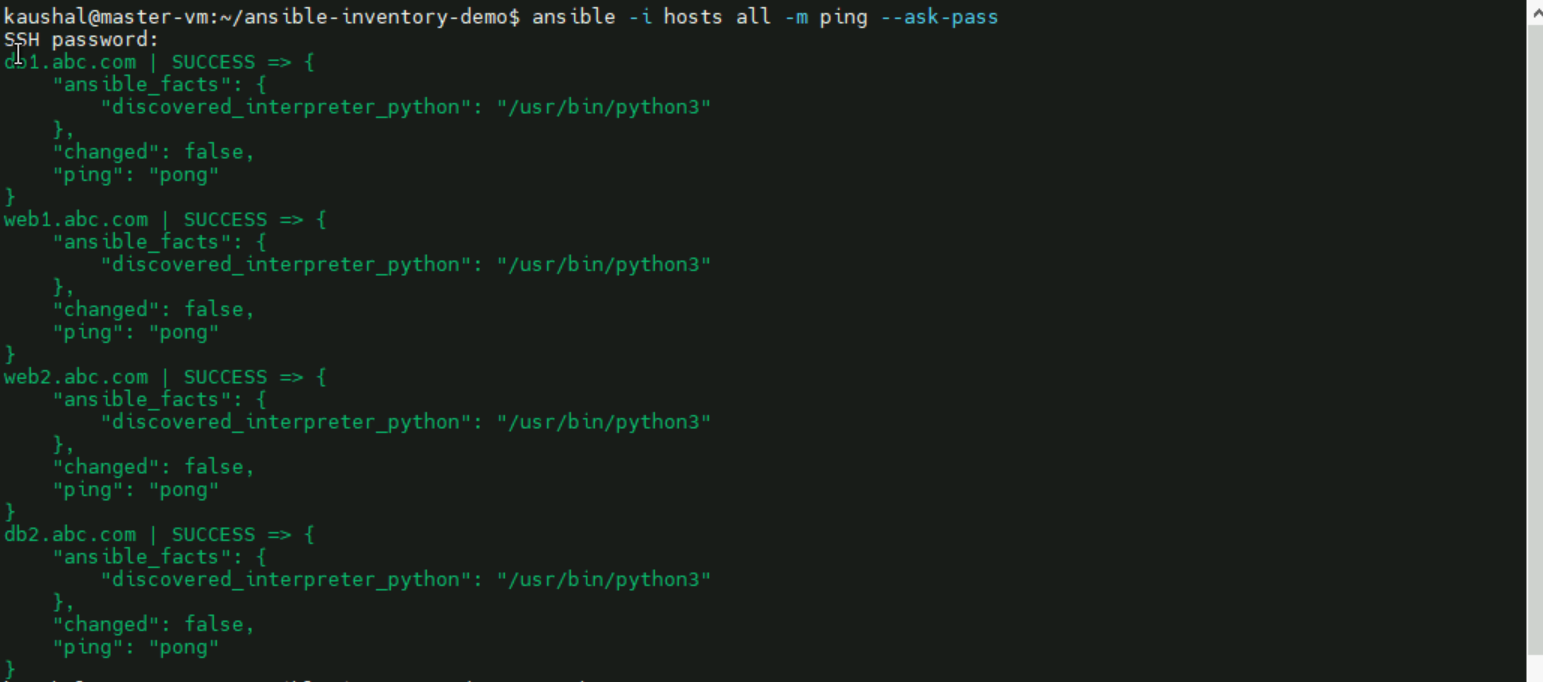 kaushal@master-vm:~/ansible-inventory-demo$ ansible -i hosts all -m ping --ask-pass
SSH password:
db1.abc.com | SUCCESS => {
    "ansible_facts": {
        "discovered_interpreter_python": "/usr/bin/python3"
    },
    "changed": false,
    "ping": "pong"
}
web1.abc.com | SUCCESS => {
    "ansible_facts": {
        "discovered_interpreter_python": "/usr/bin/python3"
    },
    "changed": false,
    "ping": "pong"
}
web2.abc.com | SUCCESS => {
    "ansible_facts": {
        "discovered_interpreter_python": "/usr/bin/python3"
    },
    "changed": false,
    "ping": "pong"
}
db2.abc.com | SUCCESS => {
    "ansible_facts": {
        "discovered_interpreter_python": "/usr/bin/python3"
    },
    "changed": false,
    "ping": "pong"
}